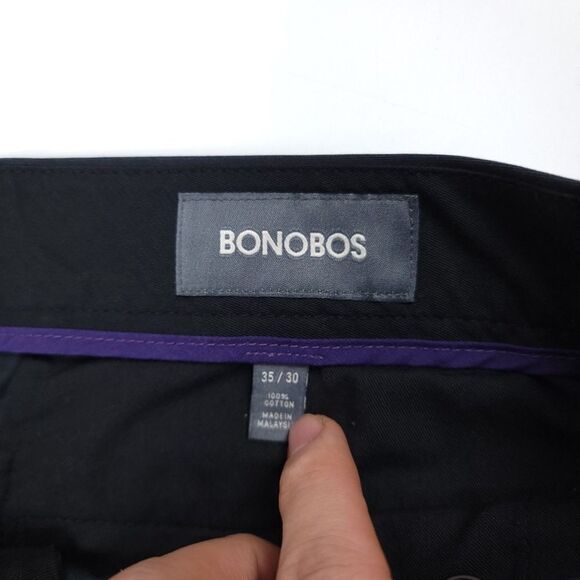 BONOBOS
35 / 30
100%
COTTON
MADE IN
MALAYSI